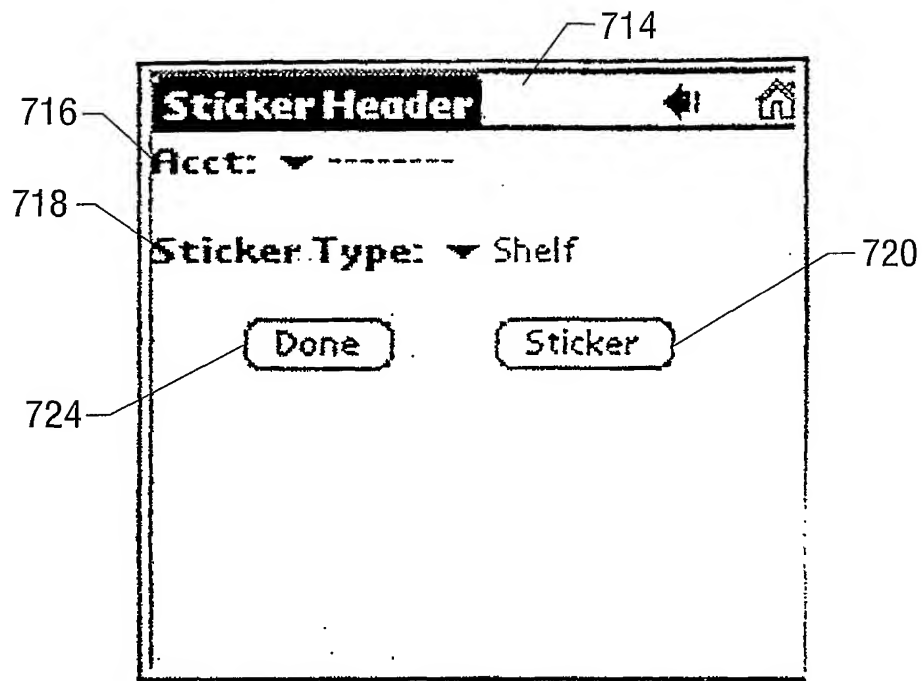 714
Sticker Header
716
Acct: --------
718
Sticker Type: Shelf
720
Done Sticker
724